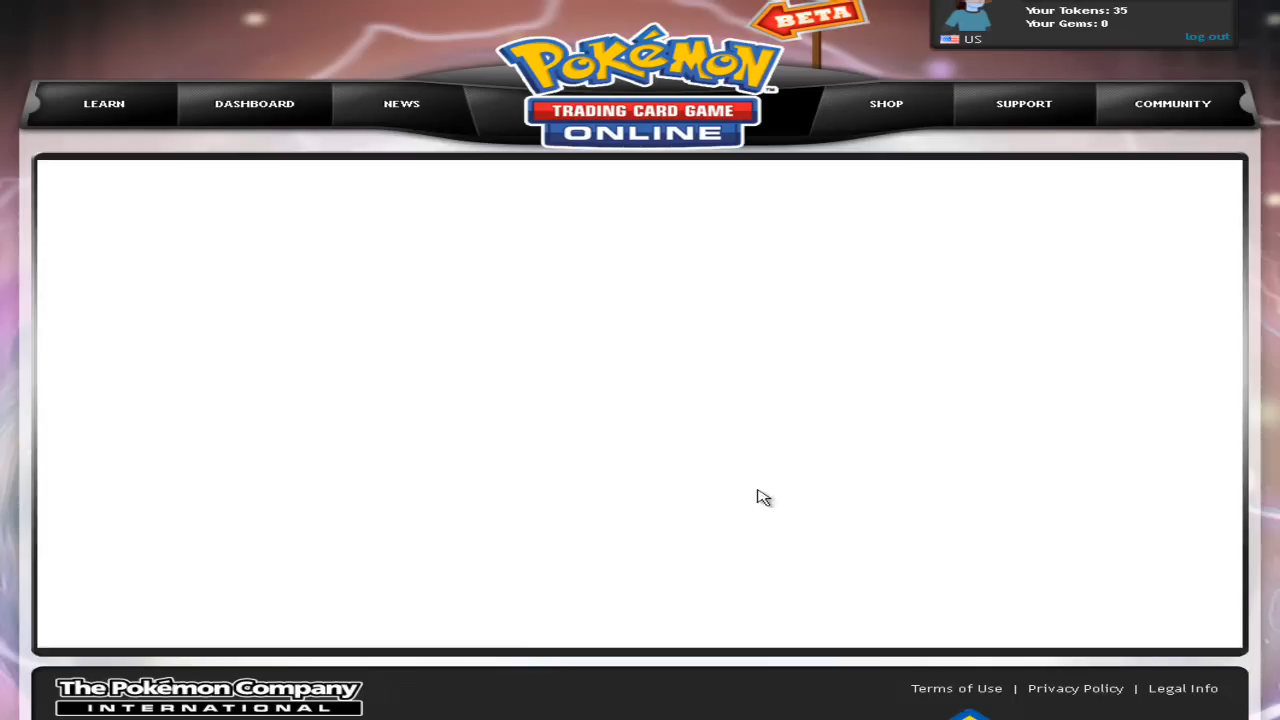 BETA
Your Tokens: 35
Your Gems: 0
US
log out
POKéMON
TM
TRADING CARD GAME
ONLINE
LEARN
DASHBOARD
NEWS
SHOP
SUPPORT
COMMUNITY
The Pokémon Company
INTERNATIONAL
Terms of Use | Privacy Policy | Legal Info